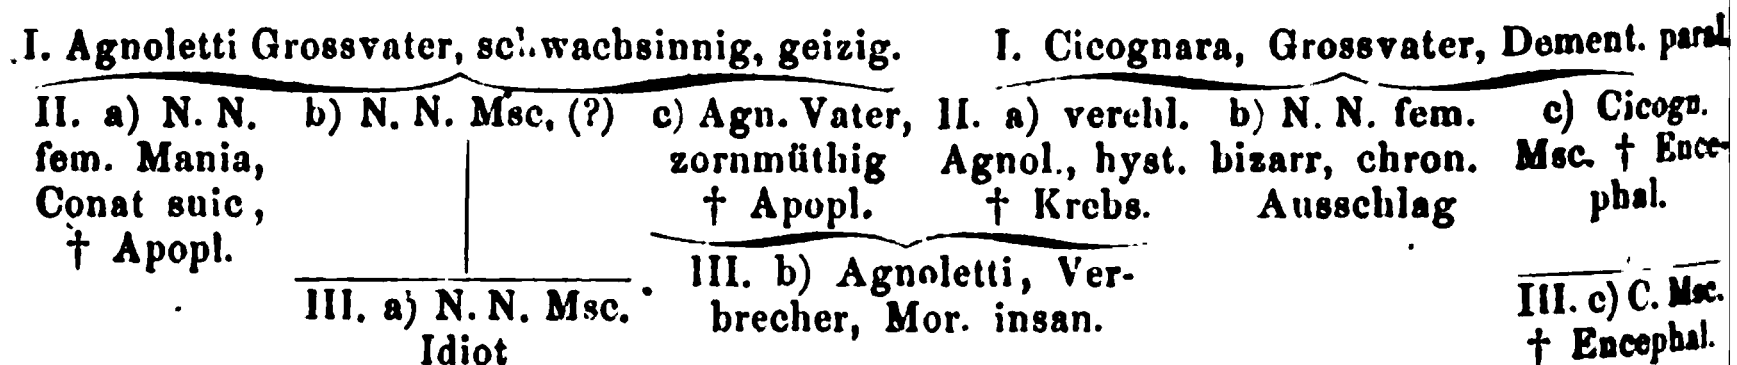 I. Agnoletti Grossvater, schwachsinnig, geizig. I. Cicognara, Grossvater, Dement. paral.
II. a) N. N. b) N. N. Msc. (?) c) Agn. Vater, II. a) verehl. b) N. N. fem. c) Cicogn.
fem. Mania, zornmüthig Agnol., hyst. bizarr, chron. Msc. † Ence-
Conat suic, † Apopl. † Krebs. Ausschlag phal.
† Apopl.
III. b) Agnoletti, Ver-
III. a) N. N. Msc. brecher, Mor. insan. III. c) C. Msc.
Idiot † Encephal.